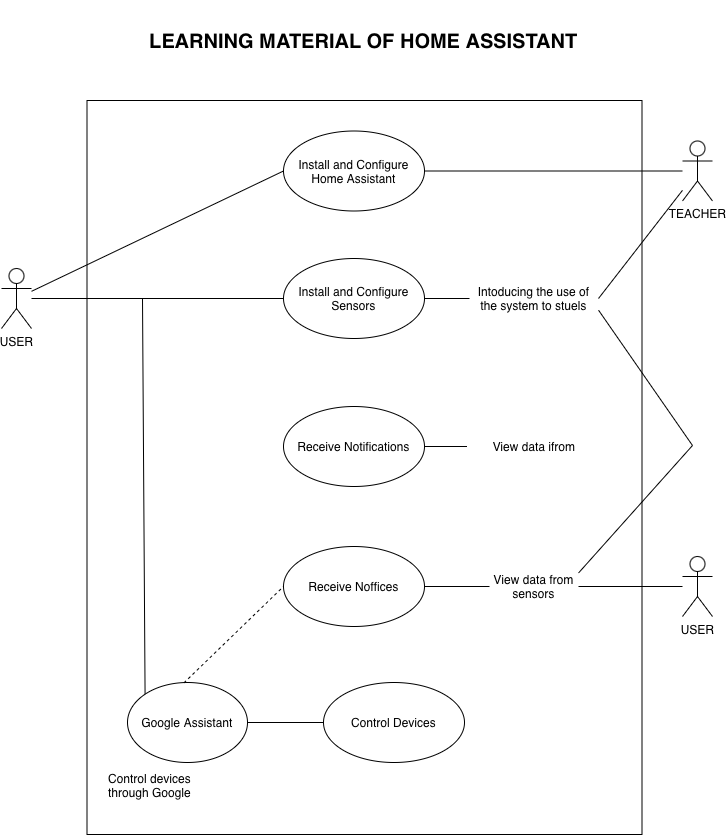 LEARNING MATERIAL OF HOME ASSISTANT
Install and Configure
Home Assistant
TEACHER
Install and Configure
Sensors
Intoducing the use of
the system to stuels
USER
Receive Notifications
View data ifrom
Receive Noffices
View data from
sensors
USER
Google Assistant
Control Devices
Control devices
through Google